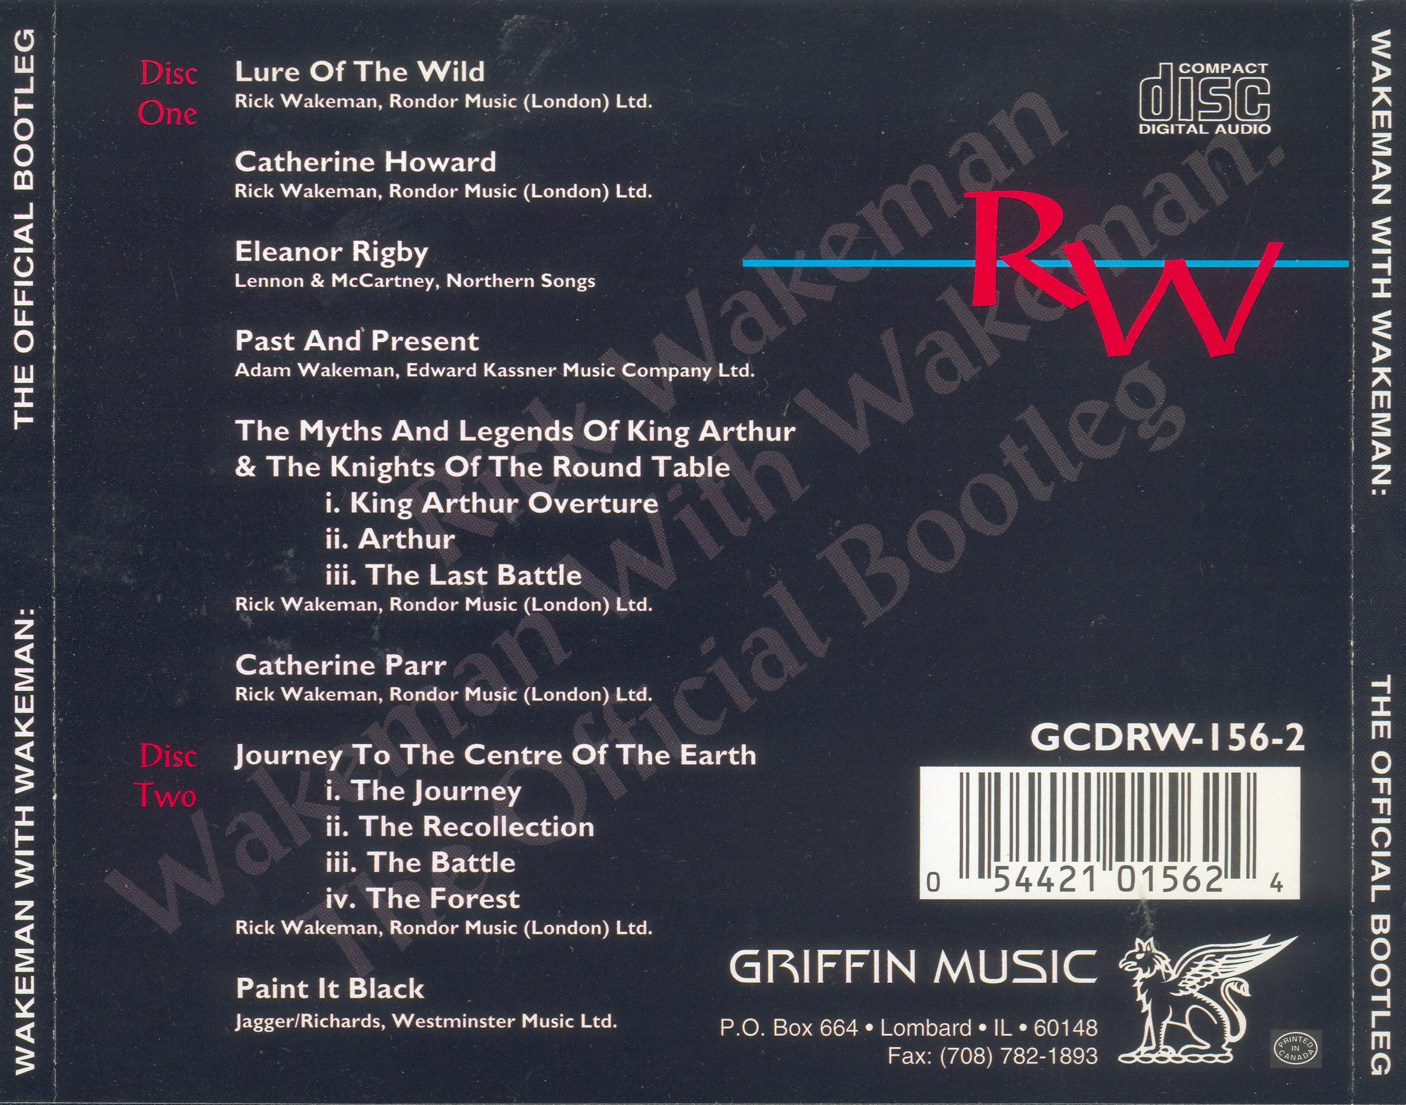 THE OFFICIAL BOOTLEG
WAKEMAN WITH WAKEMAN:
Disc
One
Lure Of The Wild
Rick Wakeman, Rondor Music (London) Ltd.
Catherine Howard
Rick Wakeman, Rondor Music (London) Ltd.
Eleanor Rigby
Lennon & McCartney, Northern Songs
Past And Present
Adam Wakeman, Edward Kassner Music Company Ltd.
The Myths And Legends Of King Arthur
& The Knights Of The Round Table
i. King Arthur Overture
ii. Arthur
iii. The Last Battle
Rick Wakeman, Rondor Music (London) Ltd.
Catherine Parr
Rick Wakeman, Rondor Music (London) Ltd.
Disc
Two
Journey To The Centre Of The Earth
i. The Journey
ii. The Recollection
iii. The Battle
iv. The Forest
Rick Wakeman, Rondor Music (London) Ltd.
Paint It Black
Jagger/Richards, Westminster Music Ltd.
Rick Wakeman
Wakeman With Wakeman.
The Official Bootleg
COMPACT
disc
DIGITAL AUDIO
RW
GCDRW-156-2
0 54421 01562 4
GRIFFIN MUSIC
P.O. Box 664 • Lombard • IL • 60148
Fax: (708) 782-1893
PRINTED
IN
CANADA
WAKEMAN WITH WAKEMAN:
THE OFFICIAL BOOTLEG